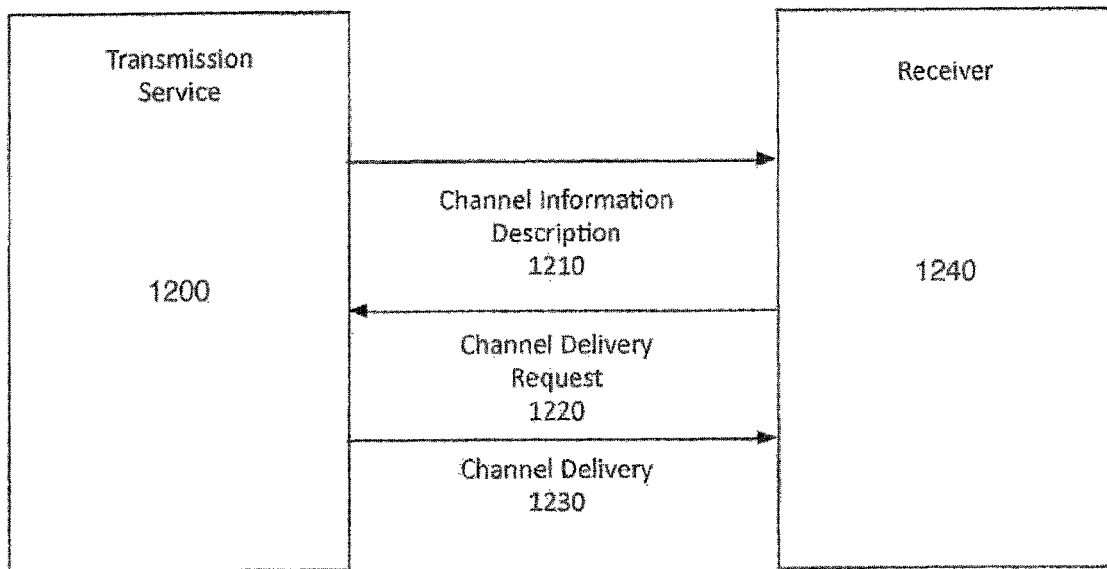 Transmission
Service
1200
Channel Information
Description
1210
Channel Delivery
Request
1220
Channel Delivery
1230
Receiver
1240